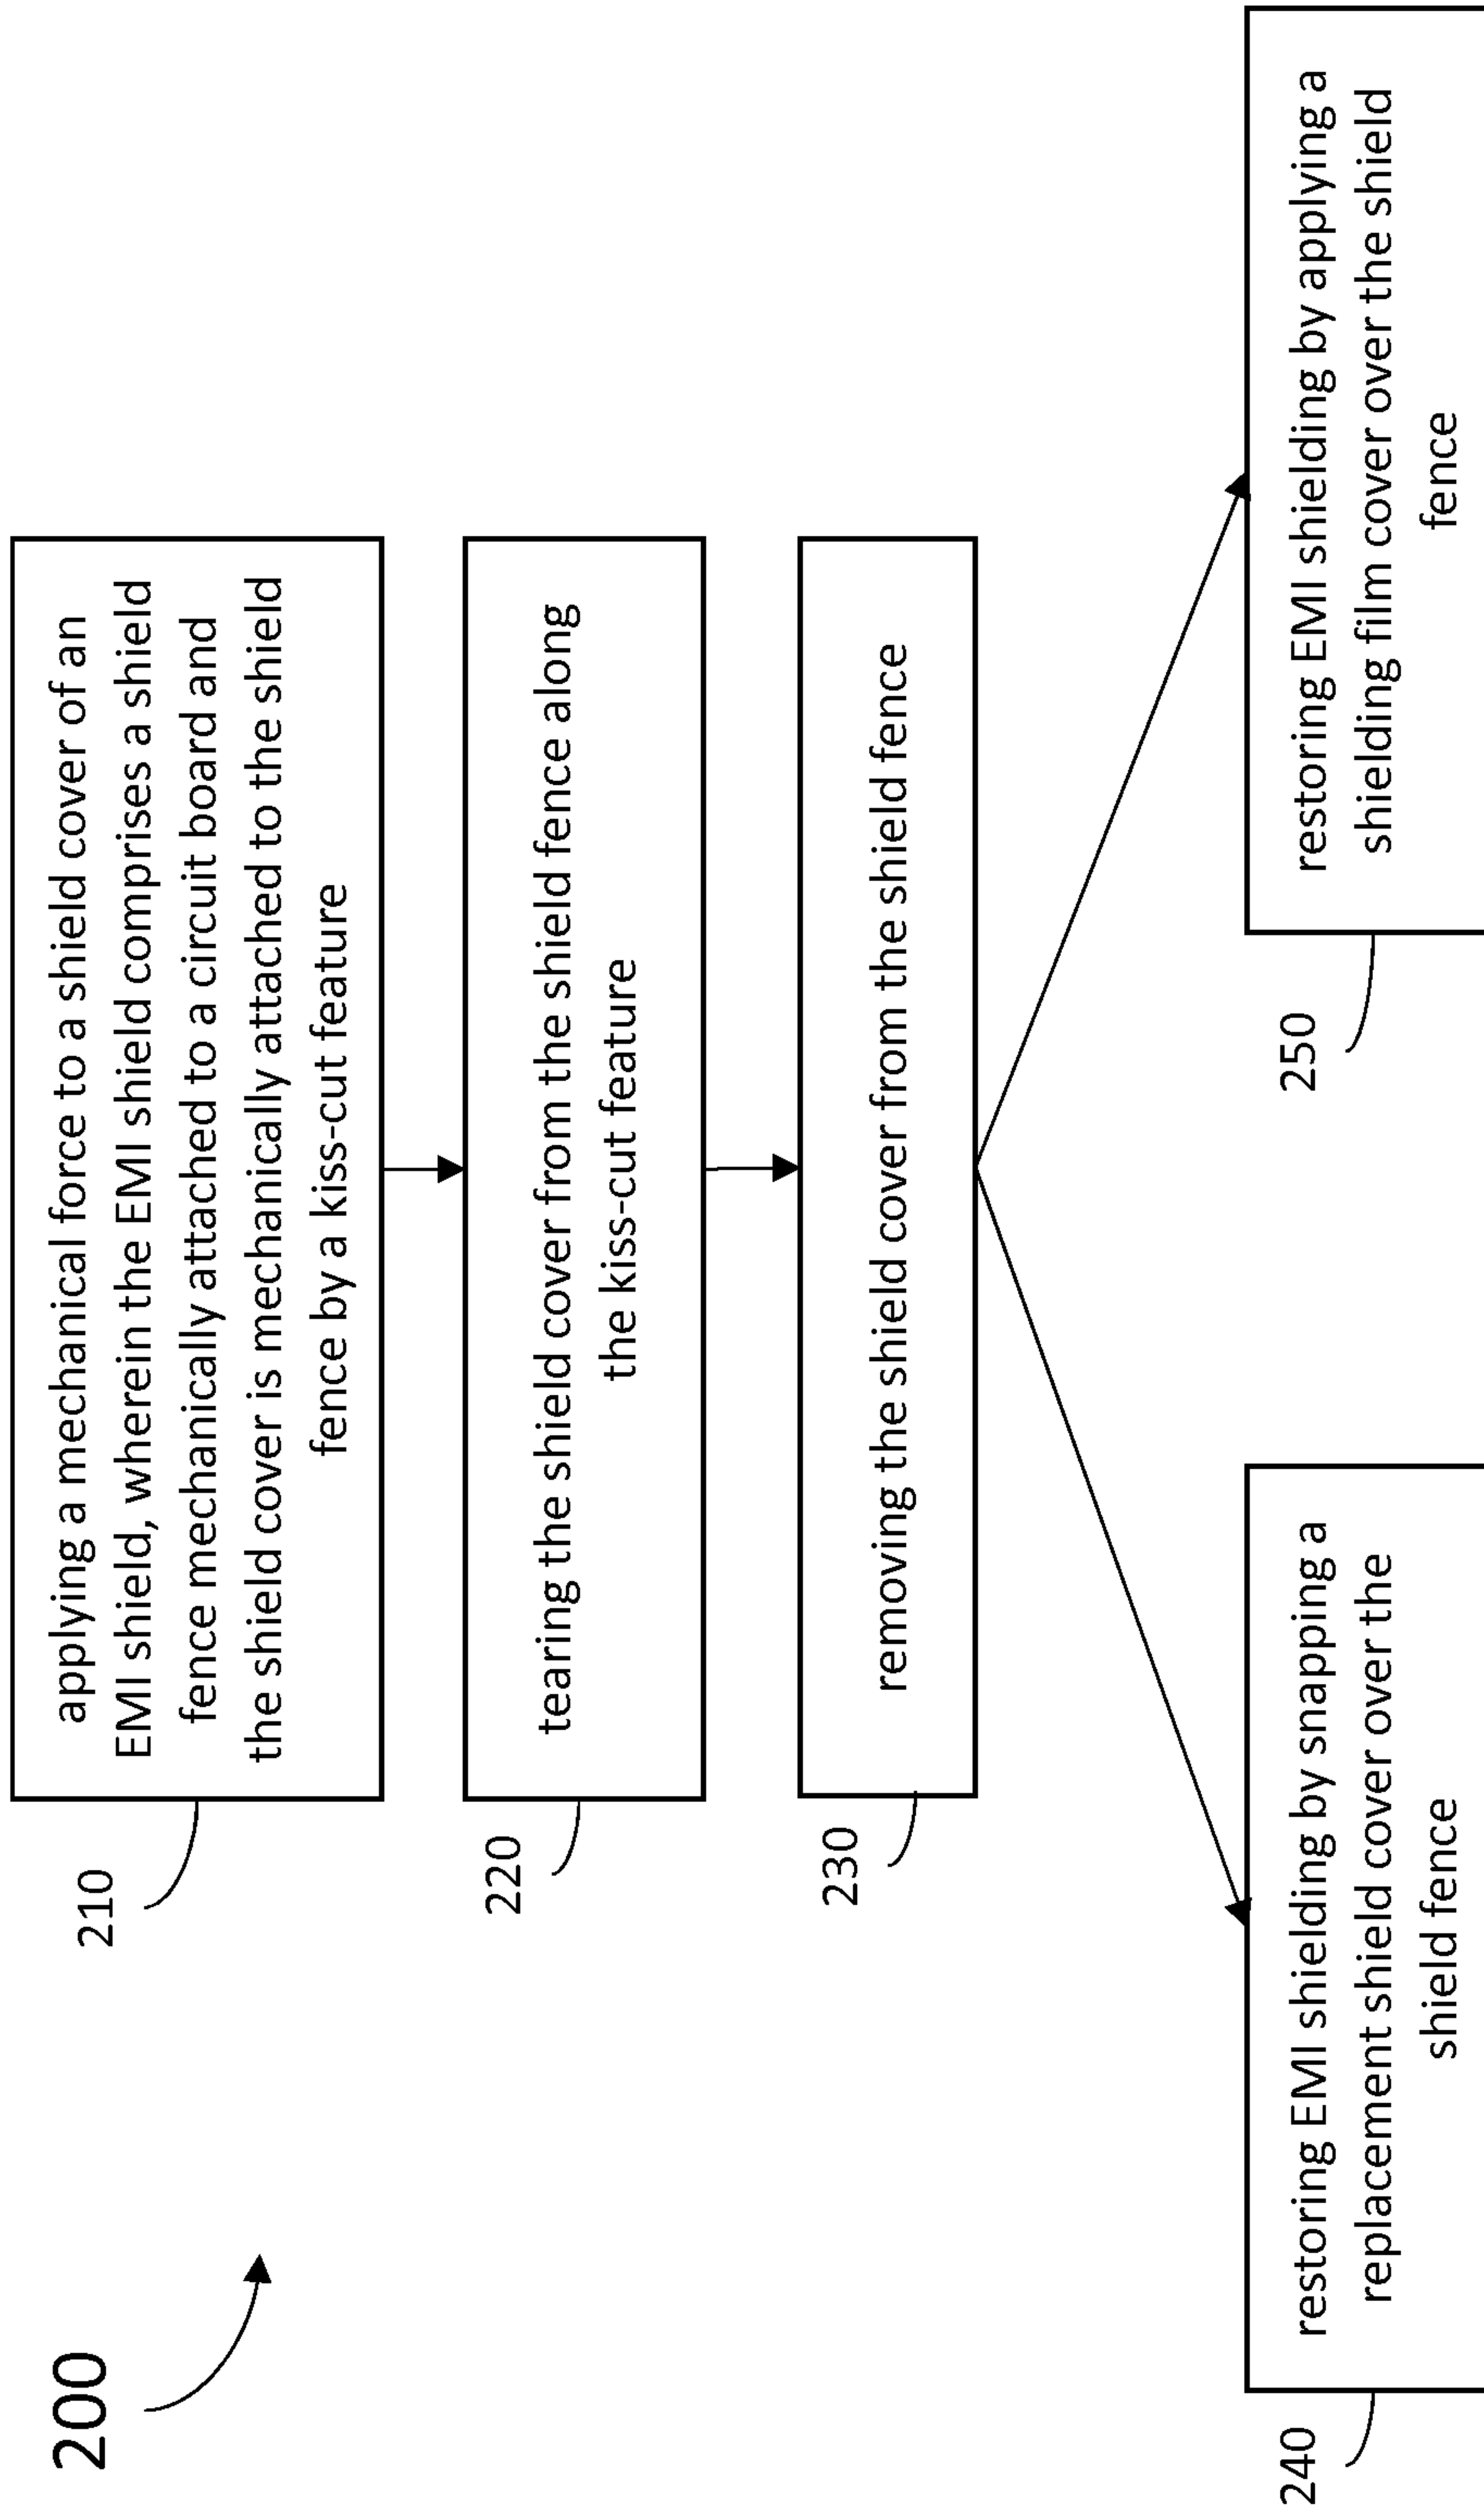 200
210
applying a mechanical force to a shield cover of an
EMI shield, wherein the EMI shield comprises a shield
fence mechanically attached to a circuit board and
the shield cover is mechanically attached to the shield
fence by a kiss-cut feature
220
tearing the shield cover from the shield fence along
the kiss-cut feature
230
removing the shield cover from the shield fence
240
restoring EMI shielding by snapping a
replacement shield cover over the
shield fence
250
restoring EMI shielding by applying a
shielding film cover over the shield
fence